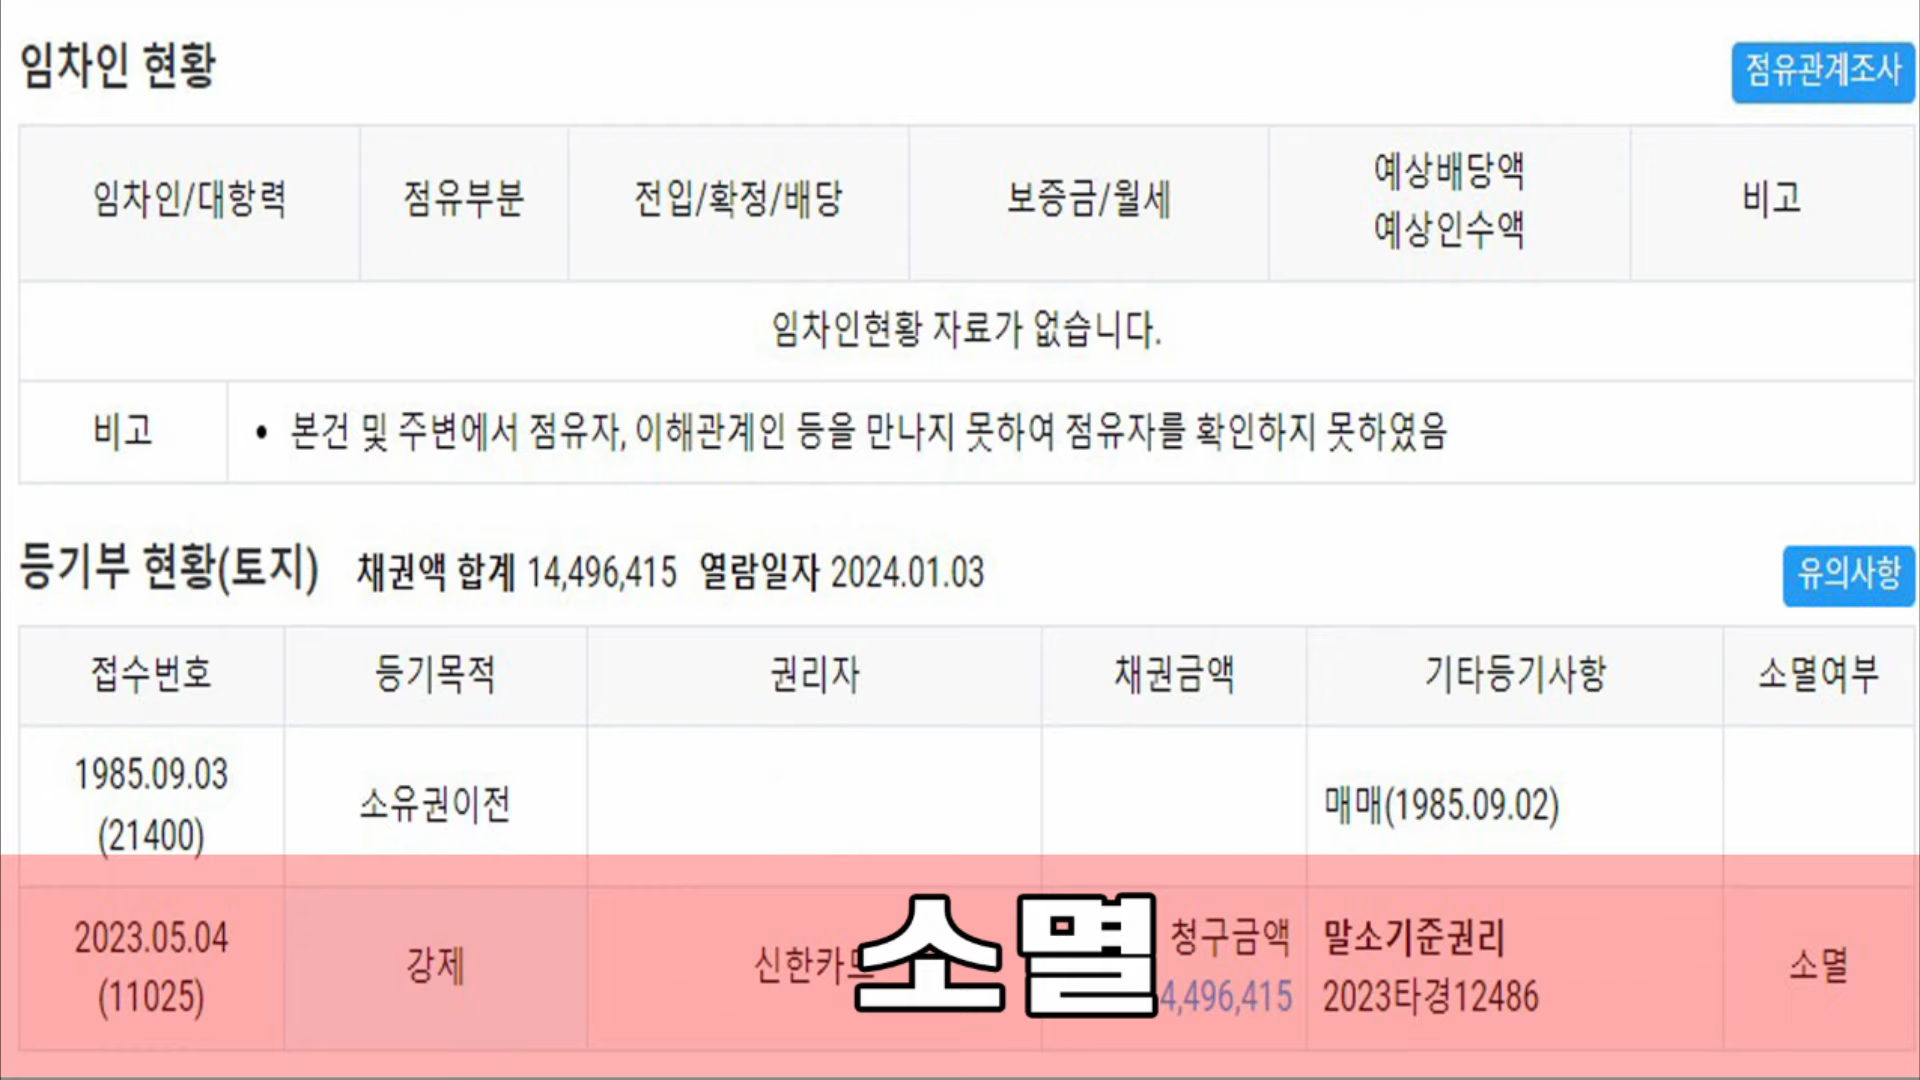 임차인 현황
점유관계조사
임차인/대항력 점유부분 전입/확정/배당 보증금/월세 예상배당액 비고
예상인수액
임차인현황 자료가 없습니다.
비고 • 본건 및 주변에서 점유자, 이해관계인 등을 만나지 못하여 점유자를 확인하지 못하였음
등기부 현황(토지) 채권액 합계 14,496,415 열람일자 2024.01.03
유의사항
접수번호 등기목적 권리자 채권금액 기타등기사항 소멸여부
1985.09.03
(21400)
소유권이전
매매(1985.09.02)
2023.05.04
(11025)
강제
신한카드
소멸
청구금액
4,496,415
말소기준권리
2023타경12486
소멸